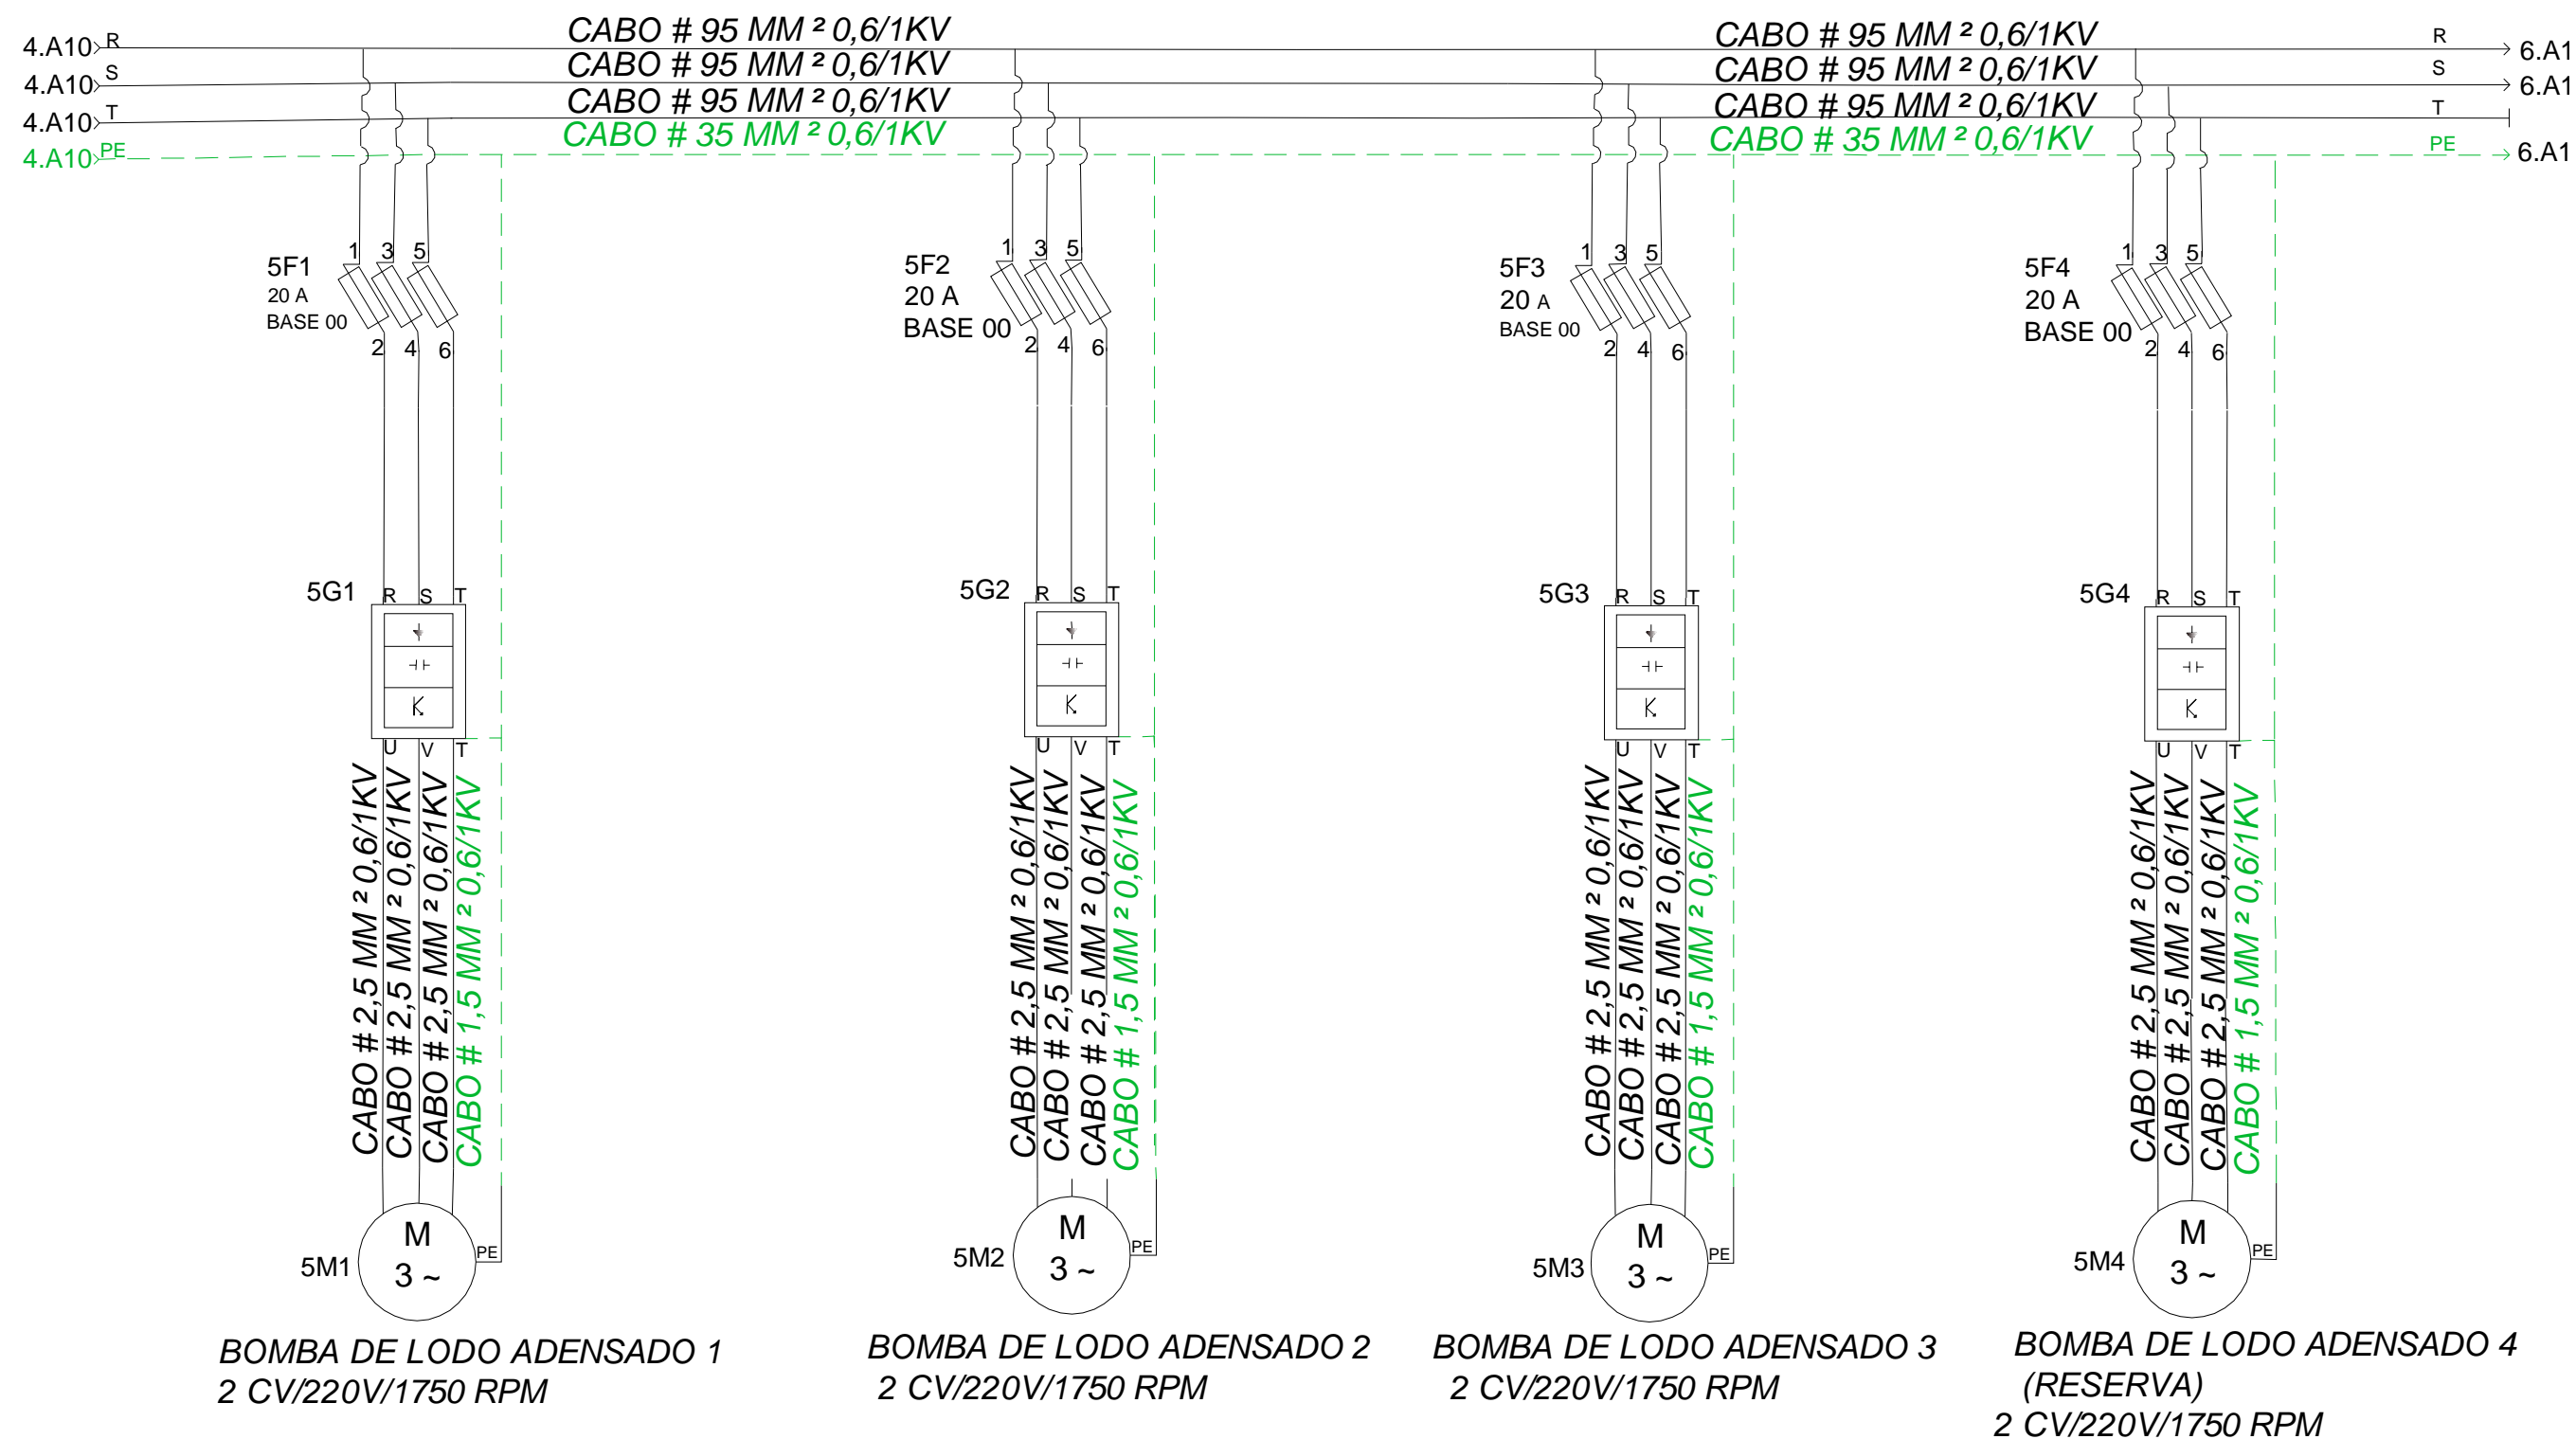 4.A10 R CABO # 95 MM ² 0,6/1KV CABO # 95 MM ² 0,6/1KV R 6.A1
4.A10 S CABO # 95 MM ² 0,6/1KV CABO # 95 MM ² 0,6/1KV S 6.A1
4.A10 T CABO # 95 MM ² 0,6/1KV CABO # 95 MM ² 0,6/1KV T
4.A10 PE CABO # 35 MM ² 0,6/1KV CABO # 35 MM ² 0,6/1KV PE 6.A1
1 3 5
5F1
20 A
BASE 00
2 4 6
1 3 5
5F2
20 A
BASE 00
2 4 6
1 3 5
5F3
20 A
BASE 00
2 4 6
1 3 5
5F4
20 A
BASE 00
2 4 6
5G1 R S T
U V T
5G2 R S T
U V T
5G3 R S T
U V T
5G4 R S T
U V T
CABO # 2,5 MM ² 0,6/1KV
CABO # 2,5 MM ² 0,6/1KV
CABO # 2,5 MM ² 0,6/1KV
CABO # 1,5 MM ² 0,6/1KV
CABO # 2,5 MM ² 0,6/1KV
CABO # 2,5 MM ² 0,6/1KV
CABO # 2,5 MM ² 0,6/1KV
CABO # 1,5 MM ² 0,6/1KV
CABO # 2,5 MM ² 0,6/1KV
CABO # 2,5 MM ² 0,6/1KV
CABO # 2,5 MM ² 0,6/1KV
CABO # 1,5 MM ² 0,6/1KV
CABO # 2,5 MM ² 0,6/1KV
CABO # 2,5 MM ² 0,6/1KV
CABO # 2,5 MM ² 0,6/1KV
CABO # 1,5 MM ² 0,6/1KV
M
5M1 3 ~ PE
M
5M2 3 ~ PE
M
5M3 3 ~ PE
M
5M4 3 ~ PE
BOMBA DE LODO ADENSADO 1
2 CV/220V/1750 RPM
BOMBA DE LODO ADENSADO 2
2 CV/220V/1750 RPM
BOMBA DE LODO ADENSADO 3
2 CV/220V/1750 RPM
BOMBA DE LODO ADENSADO 4
(RESERVA)
2 CV/220V/1750 RPM